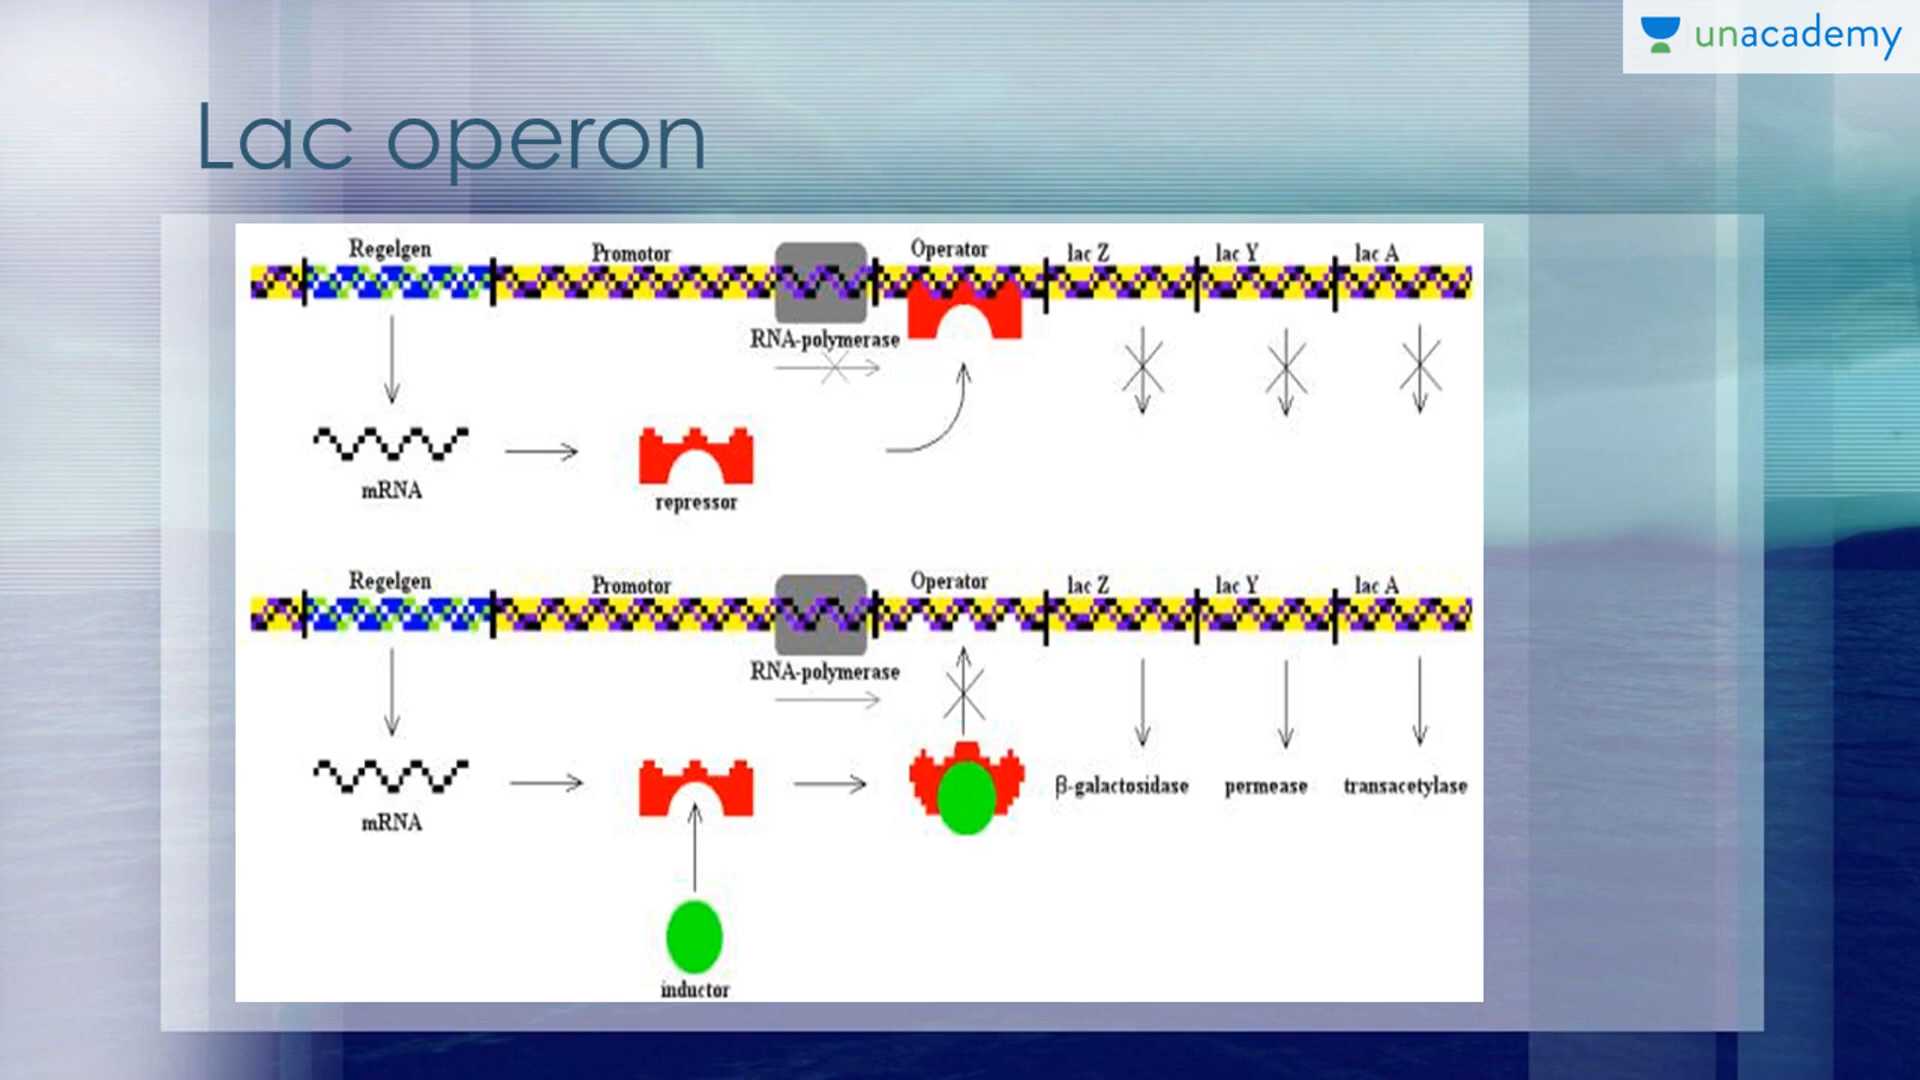 unacademy
Lac operon
Regelgen Promotor Operator lac Z lac Y lac A
RNA-polymerase
mRNA
repressor
Regelgen Promotor Operator lac Z lac Y lac A
RNA-polymerase
β-galactosidase permease transacetylase
mRNA
inductor